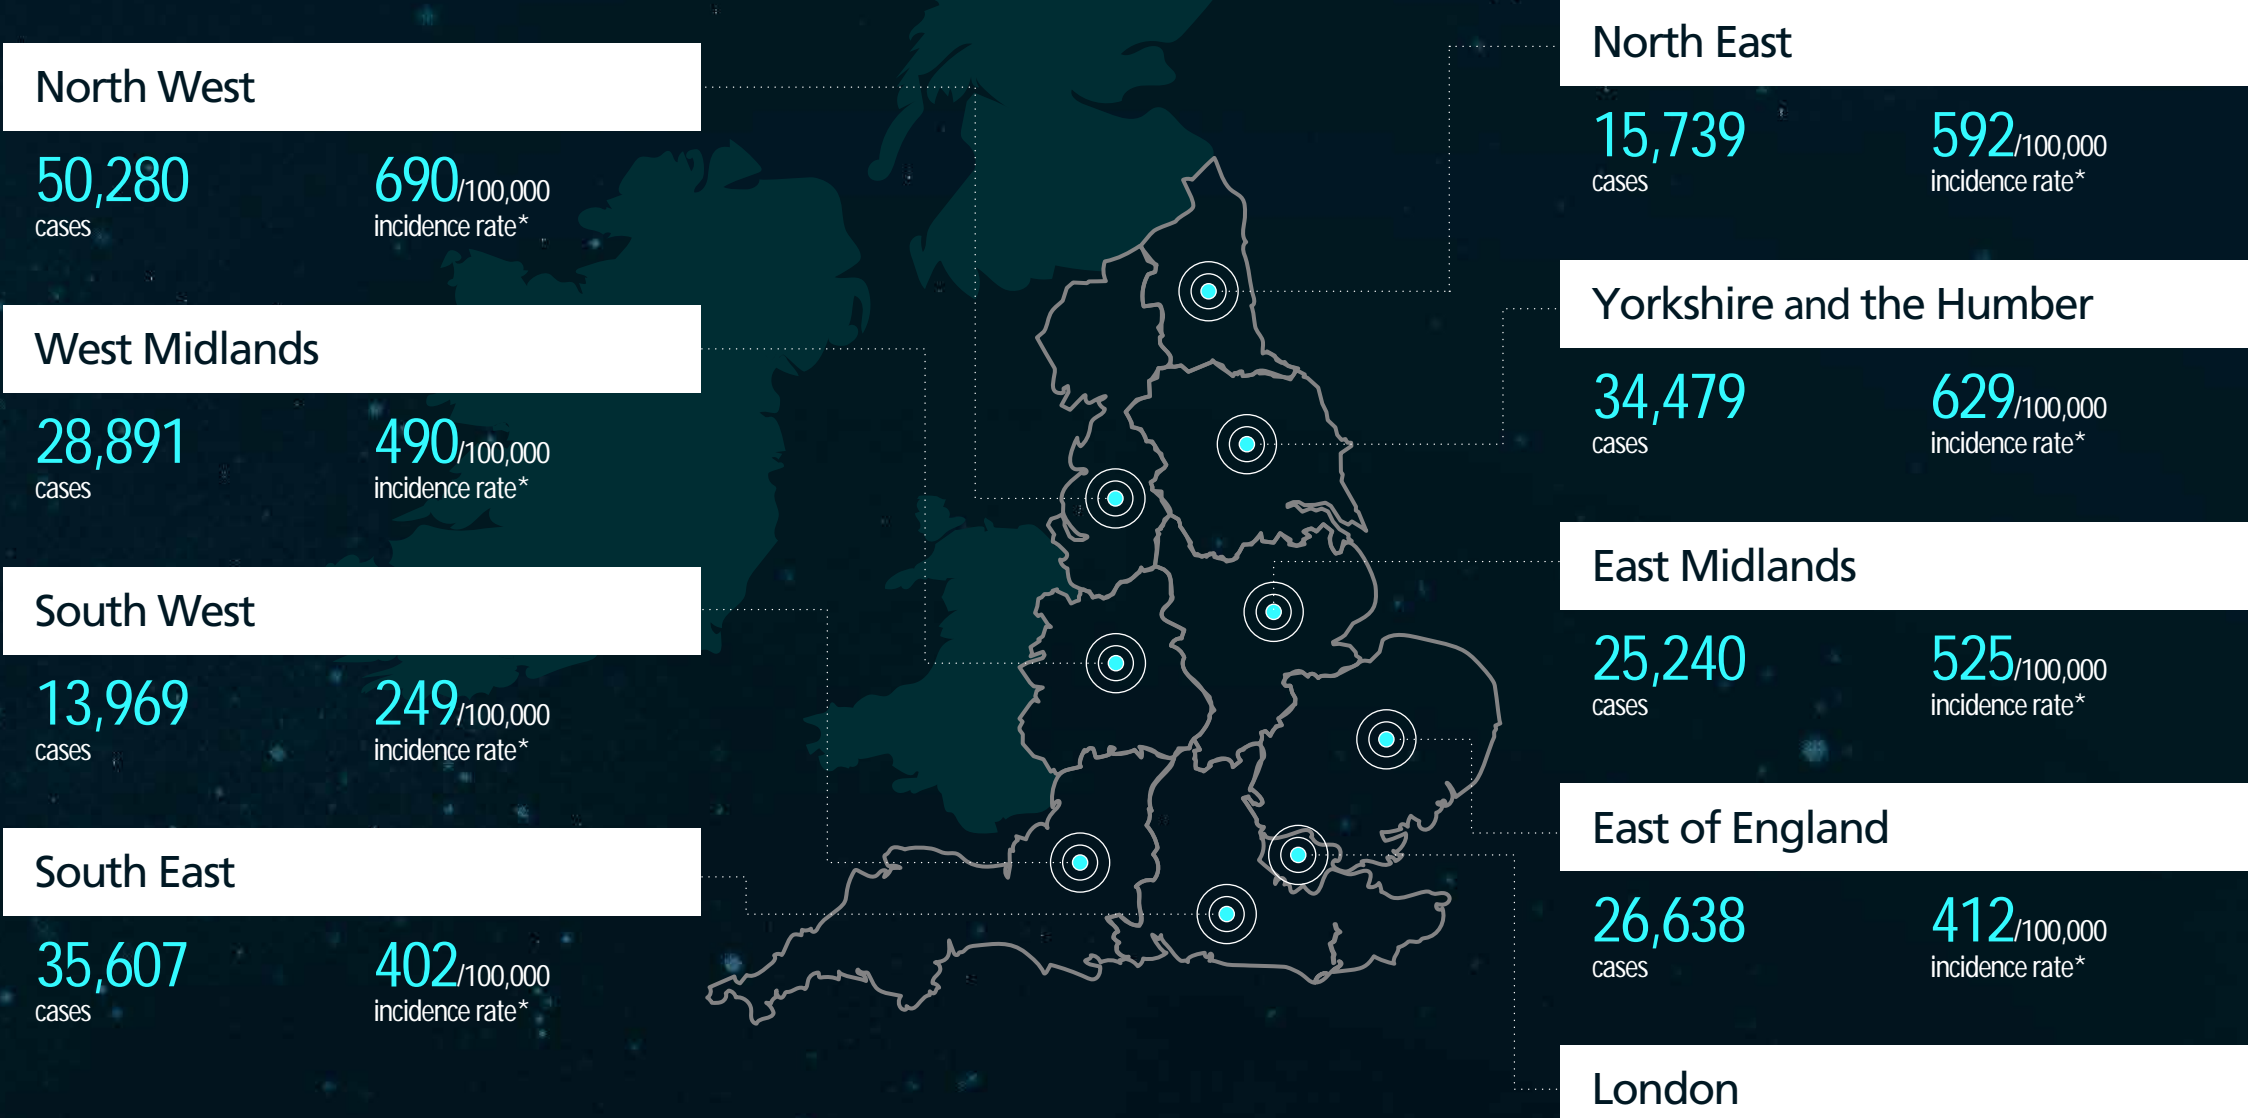 North West
50,280 690/100,000
cases incidence rate*
West Midlands
28,891 490/100,000
cases incidence rate*
South West
13,969 249/100,000
cases incidence rate*
South East
35,607 402/100,000
cases incidence rate*
North East
15,739 592/100,000
cases incidence rate*
Yorkshire and the Humber
34,479 629/100,000
cases incidence rate*
East Midlands
25,240 525/100,000
cases incidence rate*
East of England
26,638 412/100,000
cases incidence rate*
London